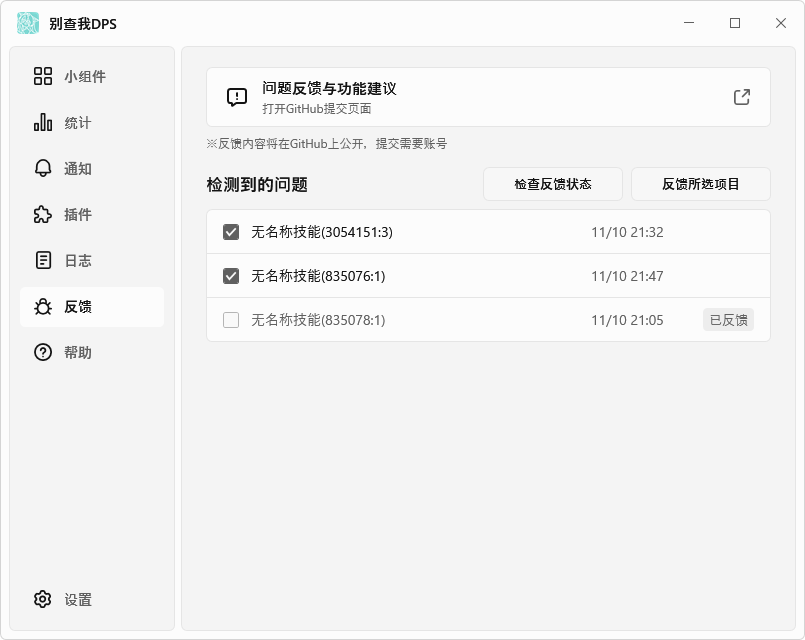 别查我DPS
小组件
统计
通知
插件
日志
反馈
帮助
设置
问题反馈与功能建议
打开GitHub提交页面
※反馈内容将在GitHub上公开，提交需要账号
检测到的问题
检查反馈状态
反馈所选项目
无名称技能(3054151:3) 11/10 21:32
无名称技能(835076:1) 11/10 21:47
无名称技能(835078:1) 11/10 21:05 已反馈